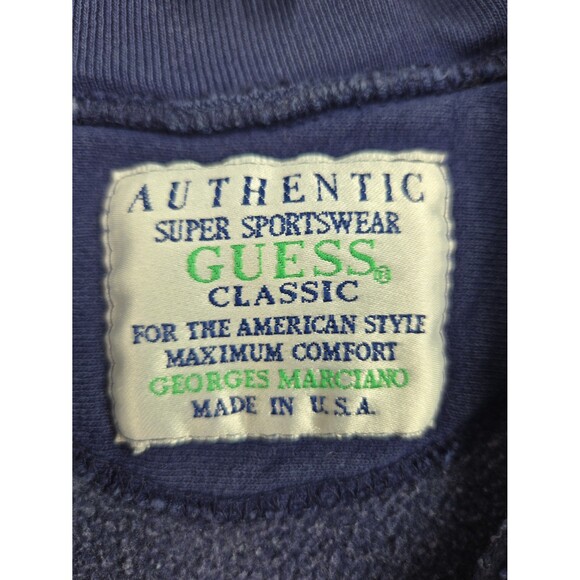 AUTHENTIC
SUPER SPORTSWEAR
GUESS®
CLASSIC
FOR THE AMERICAN STYLE
MAXIMUM COMFORT
GEORGES MARCIANO
MADE IN U.S.A.